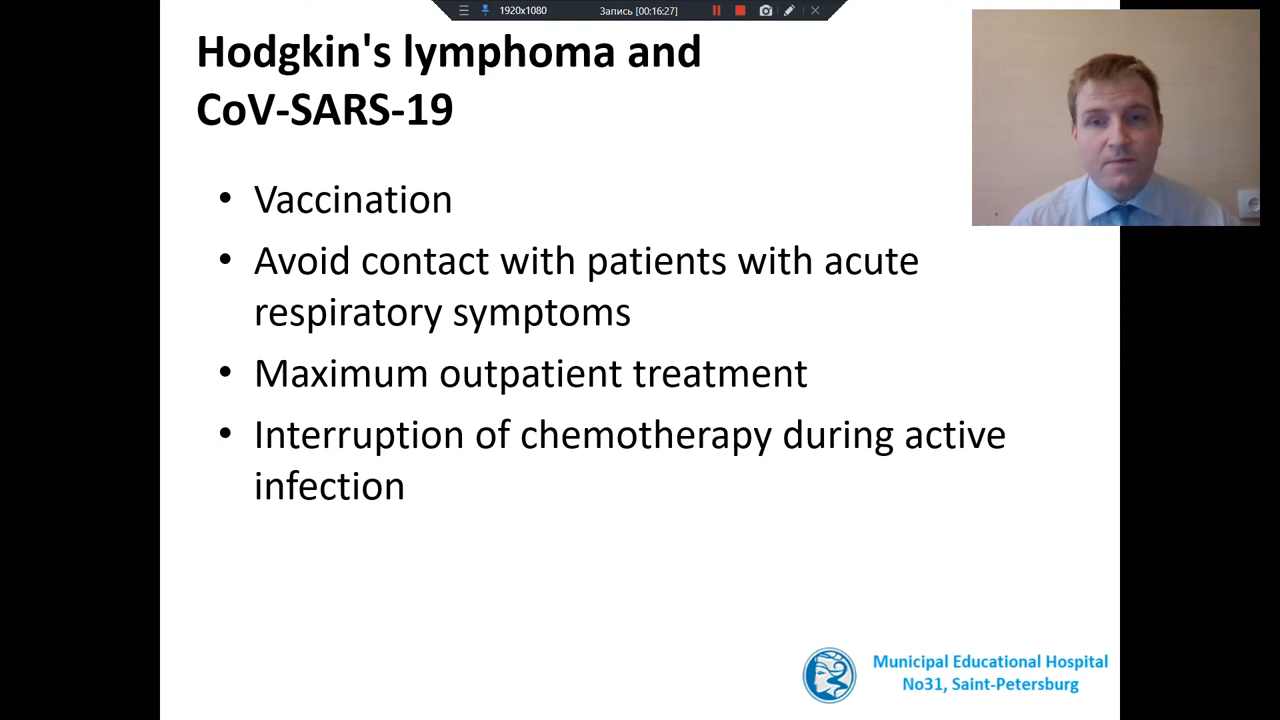 1920x1080 Запись [00:16:27]
Hodgkin's lymphoma and
CoV-SARS-19
• Vaccination
• Avoid contact with patients with acute
respiratory symptoms
• Maximum outpatient treatment
• Interruption of chemotherapy during active
infection
Municipal Educational Hospital
No31, Saint-Petersburg